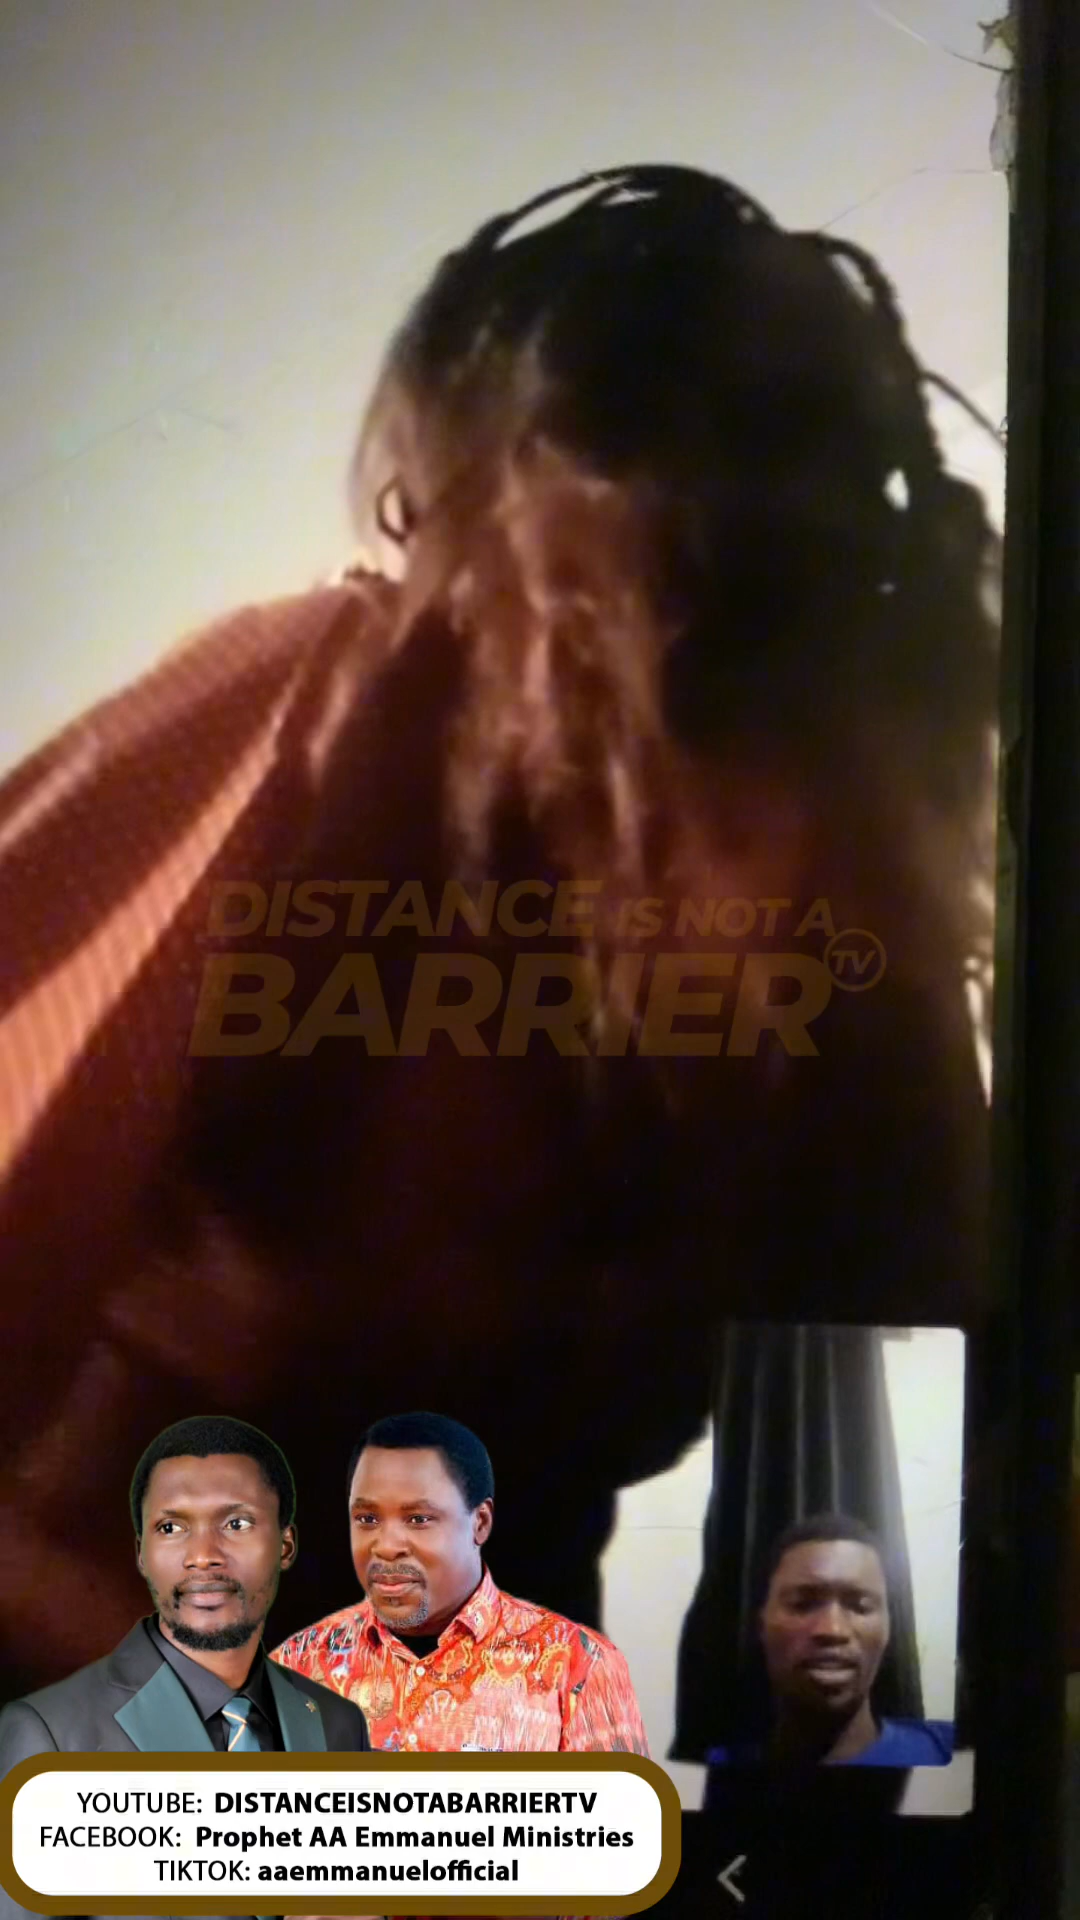 DISTANCE IS NOT A
BARRIER TV
YOUTUBE: DISTANCEISNOTABARRIERTV
FACEBOOK: Prophet AA Emmanuel Ministries
TIKTOK: aaemmanuelofficial